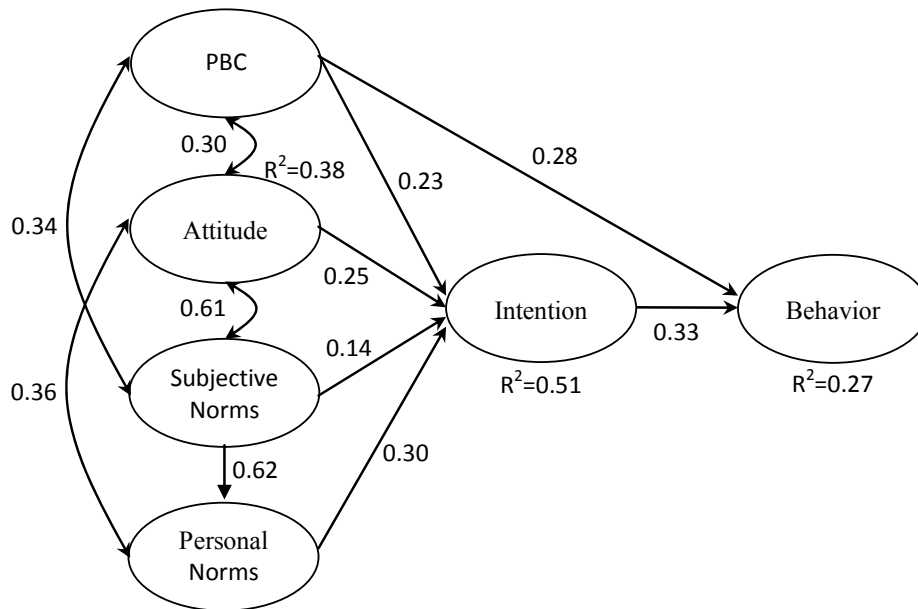 PBC
0.30
R²=0.38
0.28
0.23
0.34
Attitude
0.25
0.61
Intention
Behavior
0.33
0.14
Subjective
Norms
0.36
R²=0.51
R²=0.27
0.62
0.30
Personal
Norms